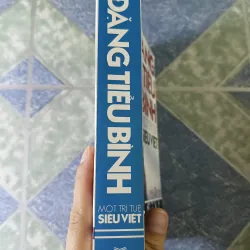 ĐẶNG TIỂU BÌNH
MỘT TRÍ TUỆ
SIÊU VIỆT